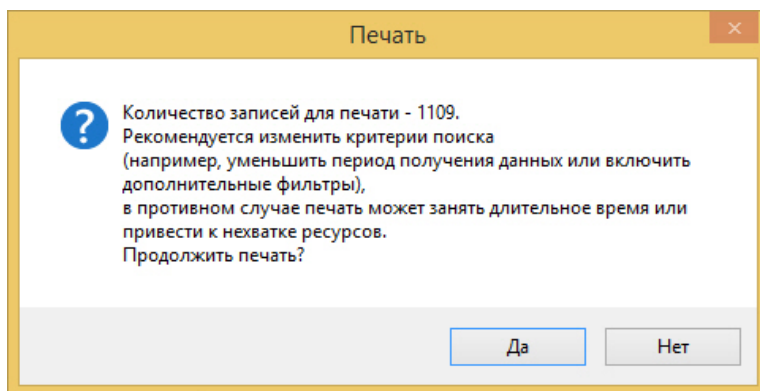 Печать
Количество записей для печати - 1109.
Рекомендуется изменить критерии поиска
(например, уменьшить период получения данных или включить
дополнительные фильтры),
в противном случае печать может занять длительное время или
привести к нехватке ресурсов.
Продолжить печать?
Да Нет